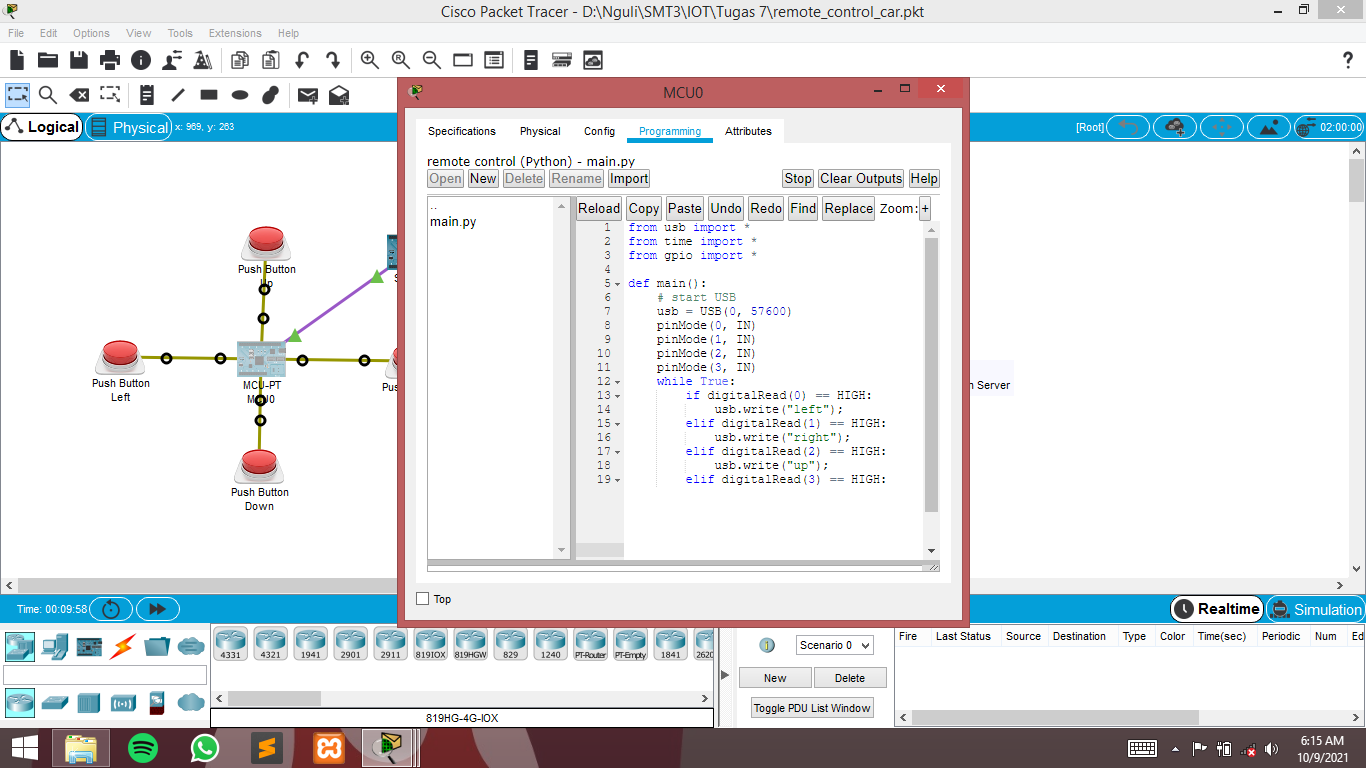 Cisco Packet Tracer - D:\Nguli\SMT3\IOT\Tugas 7\remote_control_car.pkt
File Edit Options View Tools Extensions Help
Logical Physical x: 969, y: 263
[Root] 02:00:00
MCU0
Specifications Physical Config Programming Attributes
remote control (Python) - main.py
Open New Delete Rename Import Stop Clear Outputs Help
..
main.py
Reload Copy Paste Undo Redo Find Replace Zoom: +
1 from usb import *
2 from time import *
3 from gpio import *
4
5 def main():
6 # start USB
7 usb = USB(0, 57600)
8 pinMode(0, IN)
9 pinMode(1, IN)
10 pinMode(2, IN)
11 pinMode(3, IN)
12 while True:
13 if digitalRead(0) == HIGH:
14 usb.write("left");
15 elif digitalRead(1) == HIGH:
16 usb.write("right");
17 elif digitalRead(2) == HIGH:
18 usb.write("up");
19 elif digitalRead(3) == HIGH:
Top
Push Button
Up
S
Push Button
Left
MCU-PT
MCU0
Pus
Push Button
Down
n Server
Time: 00:09:58
Realtime Simulation
4331 4321 1941 2901 2911 819IOX 819HGW 829 1240 PT-Router PT-Empty 1841 2620
819HG-4G-IOX
Scenario 0
New Delete
Toggle PDU List Window
Fire Last Status Source Destination Type Color Time(sec) Periodic Num Ed
6:15 AM
10/9/2021